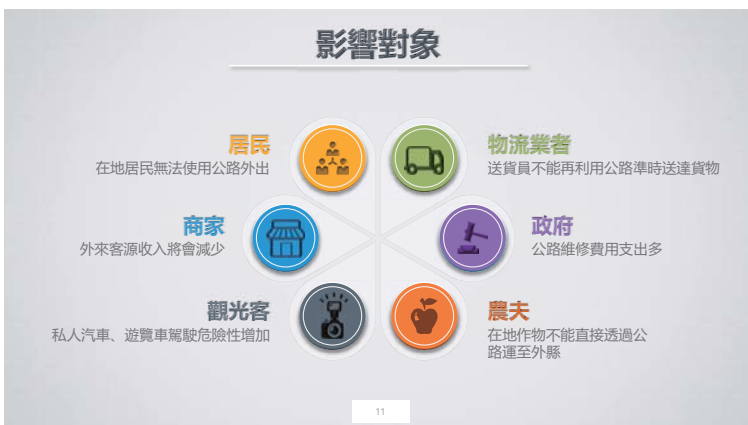 影響對象
居民
在地居民無法使用公路外出
物流業者
送貨員不能再利用公路準時送達貨物
商家
外來客源收入將會減少
政府
公路維修費用支出多
觀光客
私人汽車、遊覽車駕駛危險性增加
農夫
在地作物不能直接透過公
路運至外縣
11